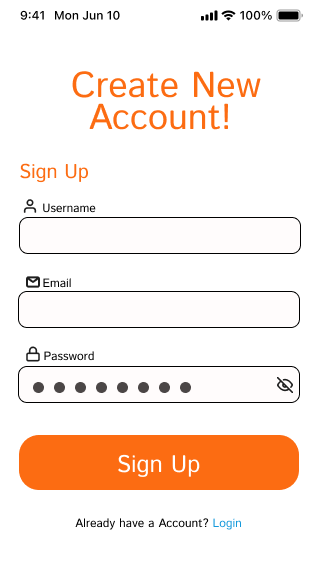 9:41 Mon Jun 10 100%
Create New
Account!
Sign Up
Username
Email
Password
Sign Up
Already have a Account? Login